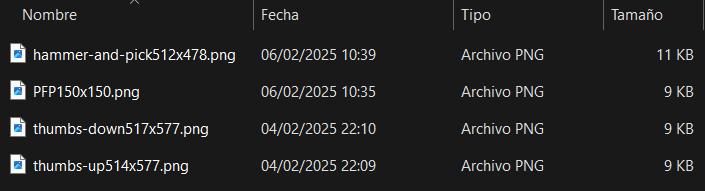 Nombre Fecha Tipo Tamaño
hammer-and-pick512x478.png 06/02/2025 10:39 Archivo PNG 11 KB
PFP150x150.png 06/02/2025 10:35 Archivo PNG 9 KB
thumbs-down517x577.png 04/02/2025 22:10 Archivo PNG 9 KB
thumbs-up514x577.png 04/02/2025 22:09 Archivo PNG 9 KB